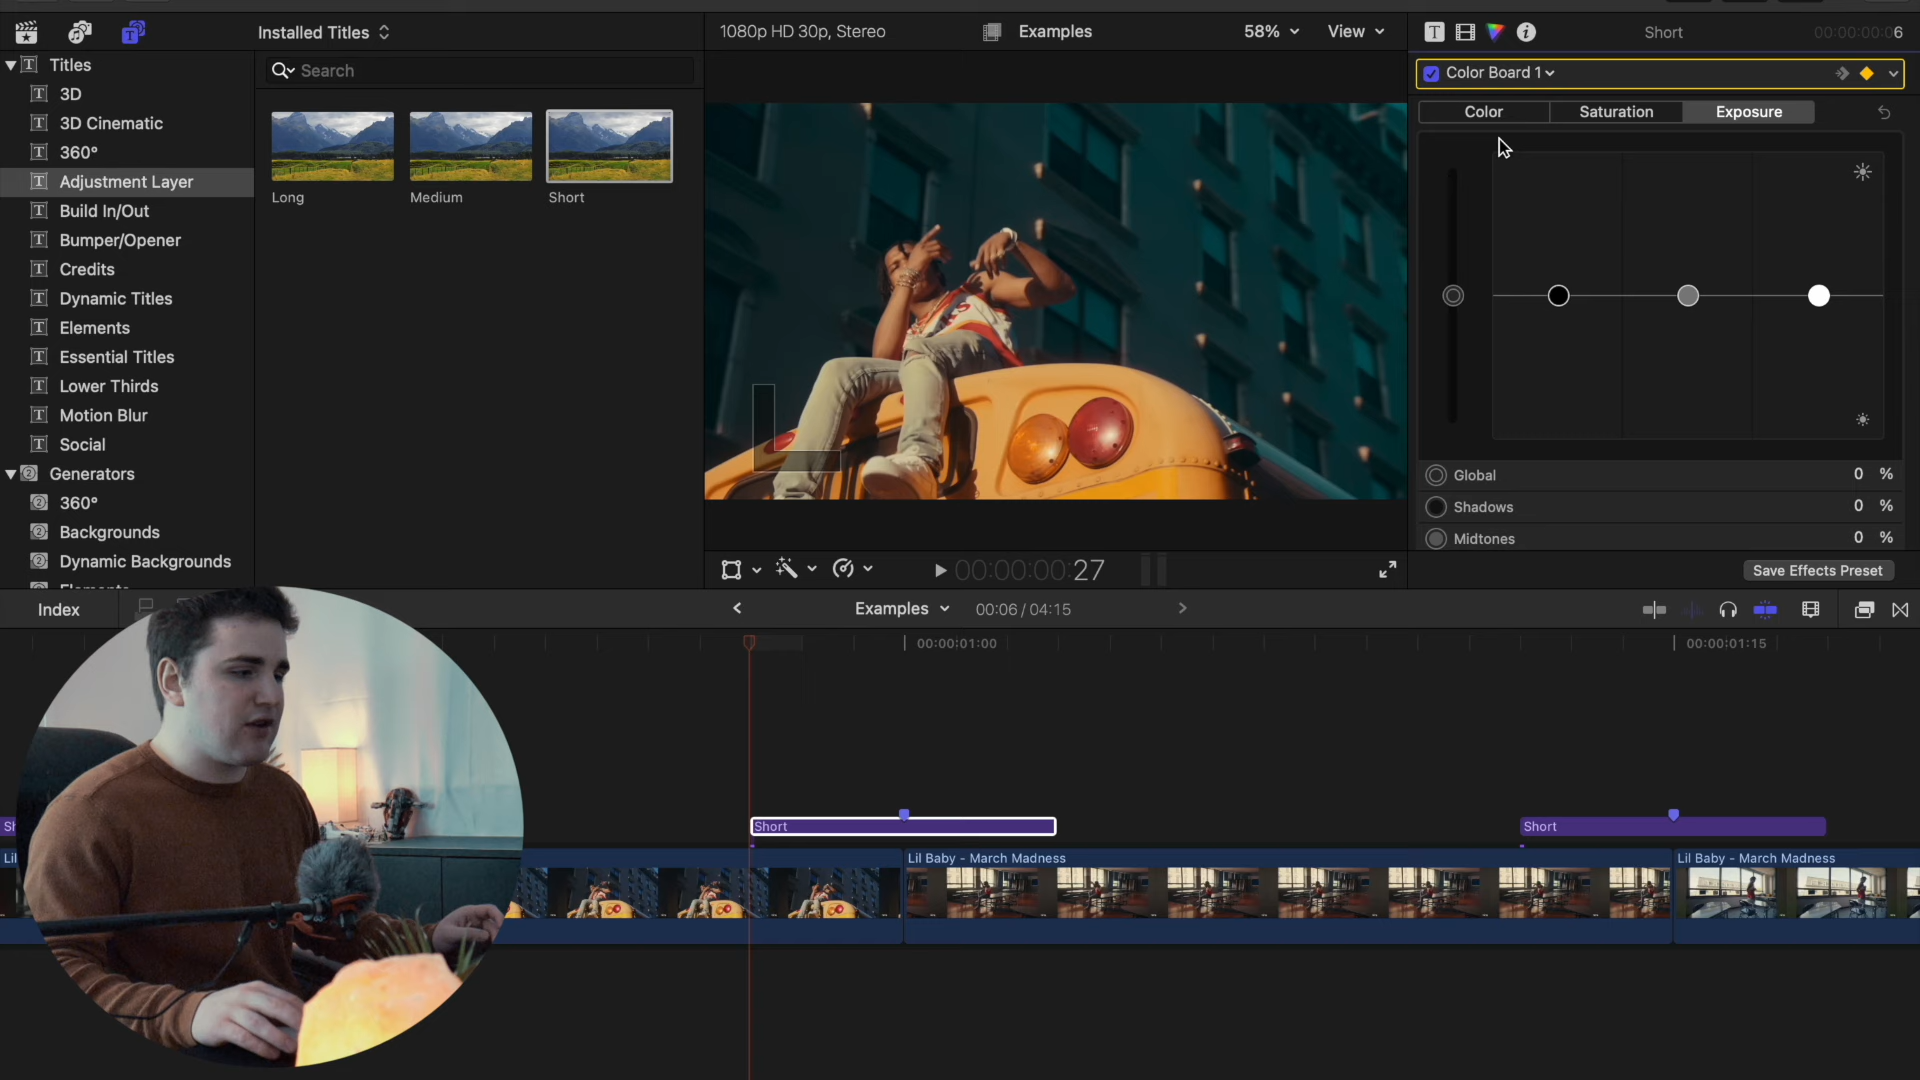 Installed Titles
1080p HD 30p, Stereo
Examples
58%
View
Short
00:00:00:06
Titles
Search
Color Board 1
3D
3D Cinematic
360°
Adjustment Layer
Build In/Out
Bumper/Opener
Credits
Dynamic Titles
Elements
Essential Titles
Lower Thirds
Motion Blur
Social
Generators
360°
Backgrounds
Dynamic Backgrounds
Elements
Long
Medium
Short
Color
Saturation
Exposure
Global
0 %
Shadows
0 %
Midtones
0 %
00:00:00:27
Save Effects Preset
Index
Examples
00:06 / 04:15
00:00:01:00
00:00:01:15
Sh
Short
Short
Lil
Lil Baby - March Madness
Lil Baby - March Madness